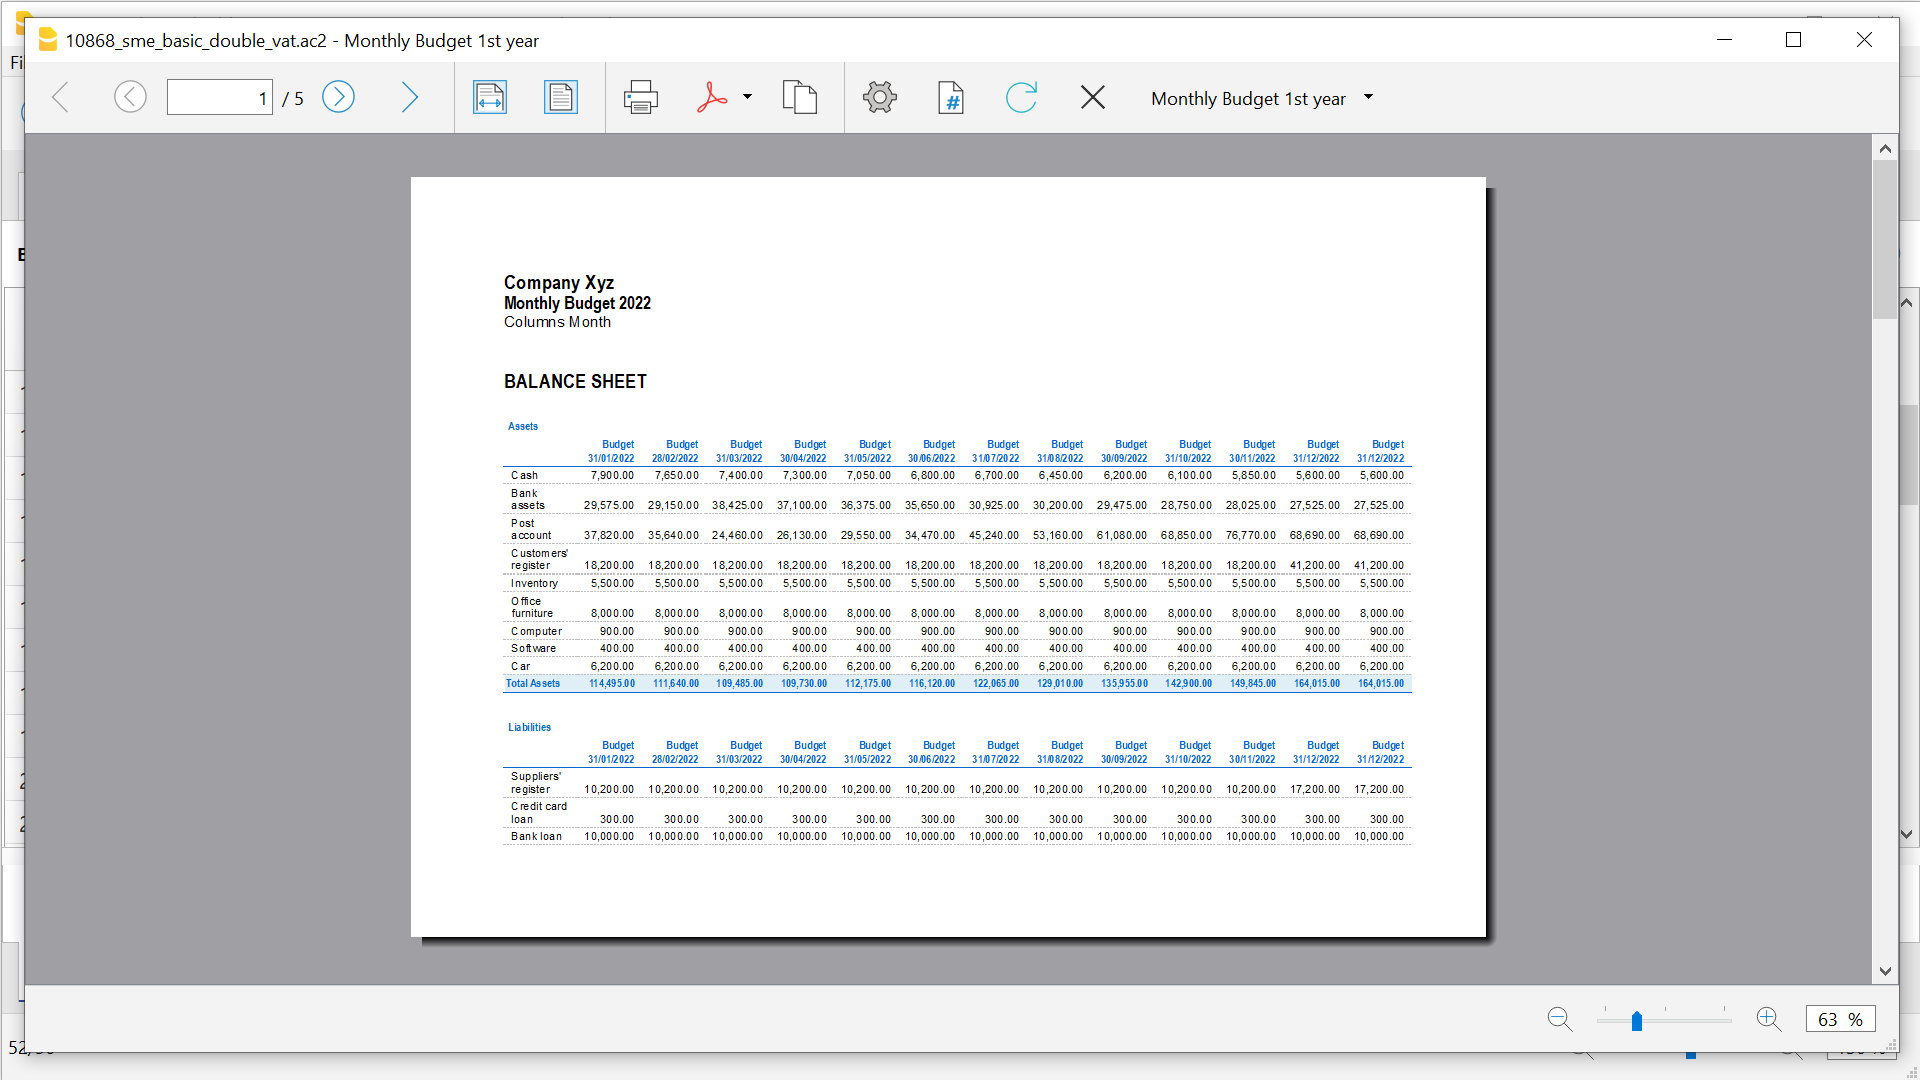 10868_sme_basic_double_vat.ac2 - Monthly Budget 1st year
1 / 5
#
Monthly Budget 1st year
Company Xyz
Monthly Budget 2022
Columns Month
BALANCE SHEET
Assets
Budget Budget Budget Budget Budget Budget Budget Budget Budget Budget Budget Budget Budget
31/01/2022 28/02/2022 31/03/2022 30/04/2022 31/05/2022 30/06/2022 31/07/2022 31/08/2022 30/09/2022 31/10/2022 30/11/2022 31/12/2022 31/12/2022
Cash 7,900.00 7,650.00 7,400.00 7,300.00 7,050.00 6,800.00 6,700.00 6,450.00 6,200.00 6,100.00 5,850.00 5,600.00 5,600.00
Bank
assets 29,575.00 29,150.00 38,425.00 37,100.00 36,375.00 35,650.00 30,925.00 30,200.00 29,475.00 28,750.00 28,025.00 27,525.00 27,525.00
Post
account 37,820.00 35,640.00 24,460.00 26,130.00 29,550.00 34,470.00 45,240.00 53,160.00 61,080.00 68,850.00 76,770.00 68,690.00 68,690.00
Customers'
register 18,200.00 18,200.00 18,200.00 18,200.00 18,200.00 18,200.00 18,200.00 18,200.00 18,200.00 18,200.00 18,200.00 41,200.00 41,200.00
Inventory 5,500.00 5,500.00 5,500.00 5,500.00 5,500.00 5,500.00 5,500.00 5,500.00 5,500.00 5,500.00 5,500.00 5,500.00 5,500.00
Office
furniture 8,000.00 8,000.00 8,000.00 8,000.00 8,000.00 8,000.00 8,000.00 8,000.00 8,000.00 8,000.00 8,000.00 8,000.00 8,000.00
Computer 900.00 900.00 900.00 900.00 900.00 900.00 900.00 900.00 900.00 900.00 900.00 900.00 900.00
Software 400.00 400.00 400.00 400.00 400.00 400.00 400.00 400.00 400.00 400.00 400.00 400.00 400.00
Car 6,200.00 6,200.00 6,200.00 6,200.00 6,200.00 6,200.00 6,200.00 6,200.00 6,200.00 6,200.00 6,200.00 6,200.00 6,200.00
Total Assets 114,495.00 111,640.00 109,485.00 109,730.00 112,175.00 116,120.00 122,065.00 129,010.00 135,955.00 142,900.00 149,845.00 164,015.00 164,015.00
Liabilities
Budget Budget Budget Budget Budget Budget Budget Budget Budget Budget Budget Budget Budget
31/01/2022 28/02/2022 31/03/2022 30/04/2022 31/05/2022 30/06/2022 31/07/2022 31/08/2022 30/09/2022 31/10/2022 30/11/2022 31/12/2022 31/12/2022
Suppliers'
register 10,200.00 10,200.00 10,200.00 10,200.00 10,200.00 10,200.00 10,200.00 10,200.00 10,200.00 10,200.00 10,200.00 17,200.00 17,200.00
Credit card
loan 300.00 300.00 300.00 300.00 300.00 300.00 300.00 300.00 300.00 300.00 300.00 300.00 300.00
Bank loan 10,000.00 10,000.00 10,000.00 10,000.00 10,000.00 10,000.00 10,000.00 10,000.00 10,000.00 10,000.00 10,000.00 10,000.00 10,000.00
63 %